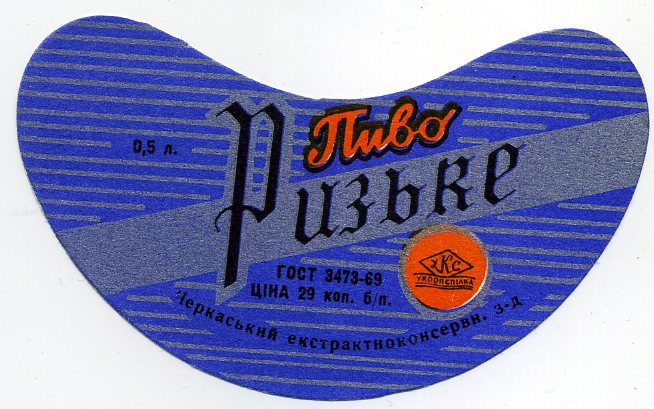 Пиво
0,5 л.
Ризьке
ГОСТ 3473-69
ЦІНА 29 коп. б/п.
УКС
УКООПСПІЛКА
Черкаський екстрактноконсервн. з-д